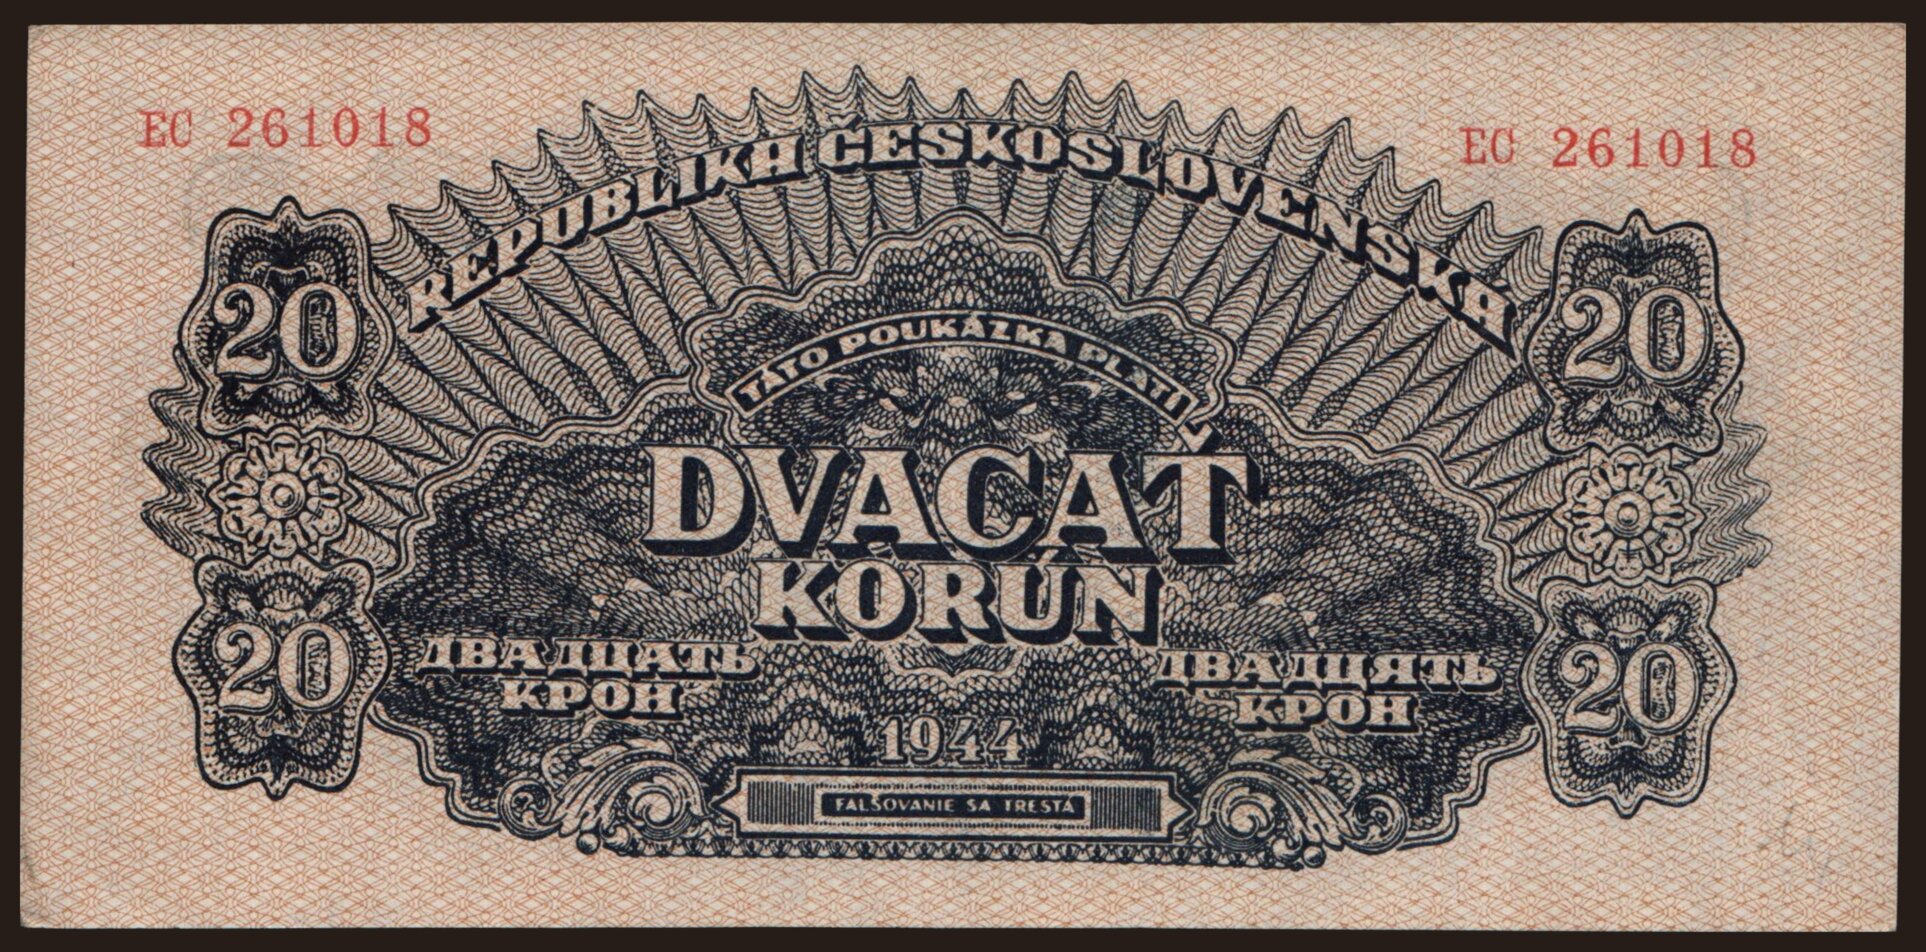 EC 261018
EC 261018
REPUBLIKA ČESKOSLOVENSKÁ
20
20
TÁTO POUKÁZKA PLATÍ
DVACAŤ
KORÚN
20
20
ДВАДЦАТЬ
КРОН
ДВАДЦЯТЬ
КРОН
1944
FALŠOVANIE SA TRESTÁ